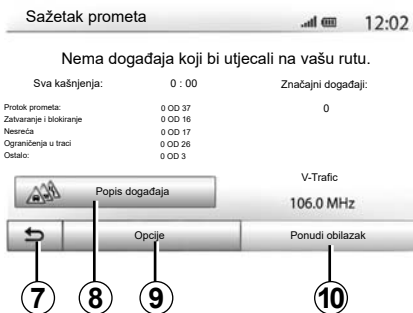 Sažetak prometa
12:02
Nema događaja koji bi utjecali na vašu rutu.
Sva kašnjenja: 0 : 00 Značajni događaji:
Protok prometa: 0 OD 37 0
Zatvaranje i blokiranje 0 OD 16
Nesreća 0 OD 17
Ograničenja u traci 0 OD 26
Ostalo: 0 OD 3
V-Trafic
Popis događaja
106.0 MHz
Opcije Ponudi obilazak
7 8 9 10